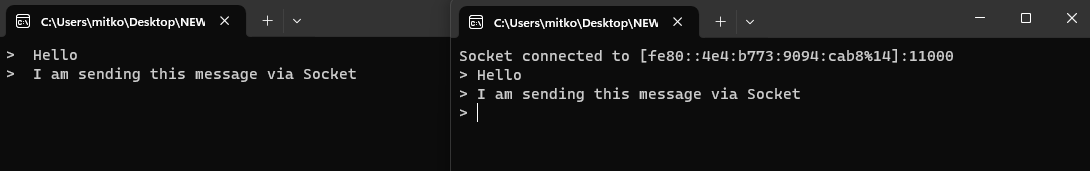 C:\Users\mitko\Desktop\NEW
>  Hello
>  I am sending this message via Socket
C:\Users\mitko\Desktop\NEW
Socket connected to [fe80::4e4:b773:9094:cab8%14]:11000
> Hello
> I am sending this message via Socket
>